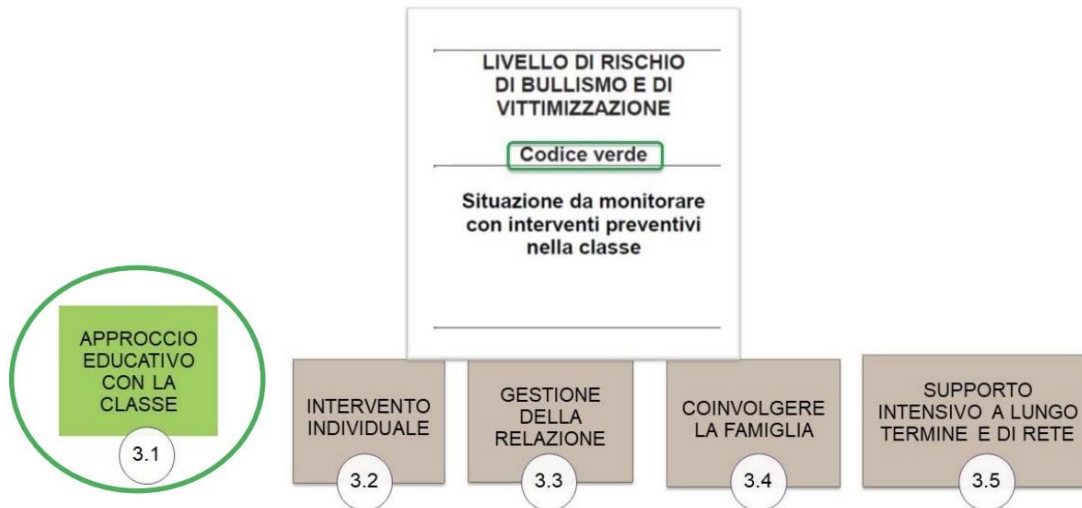 LIVELLO DI RISCHIO
DI BULLISMO E DI
VITTIMIZZAZIONE
Codice verde
Situazione da monitorare
con interventi preventivi
nella classe
APPROCCIO
EDUCATIVO
CON LA
CLASSE
3.1
INTERVENTO
INDIVIDUALE
3.2
GESTIONE
DELLA
RELAZIONE
3.3
COINVOLGERE
LA FAMIGLIA
3.4
SUPPORTO
INTENSIVO A LUNGO
TERMINE E DI RETE
3.5